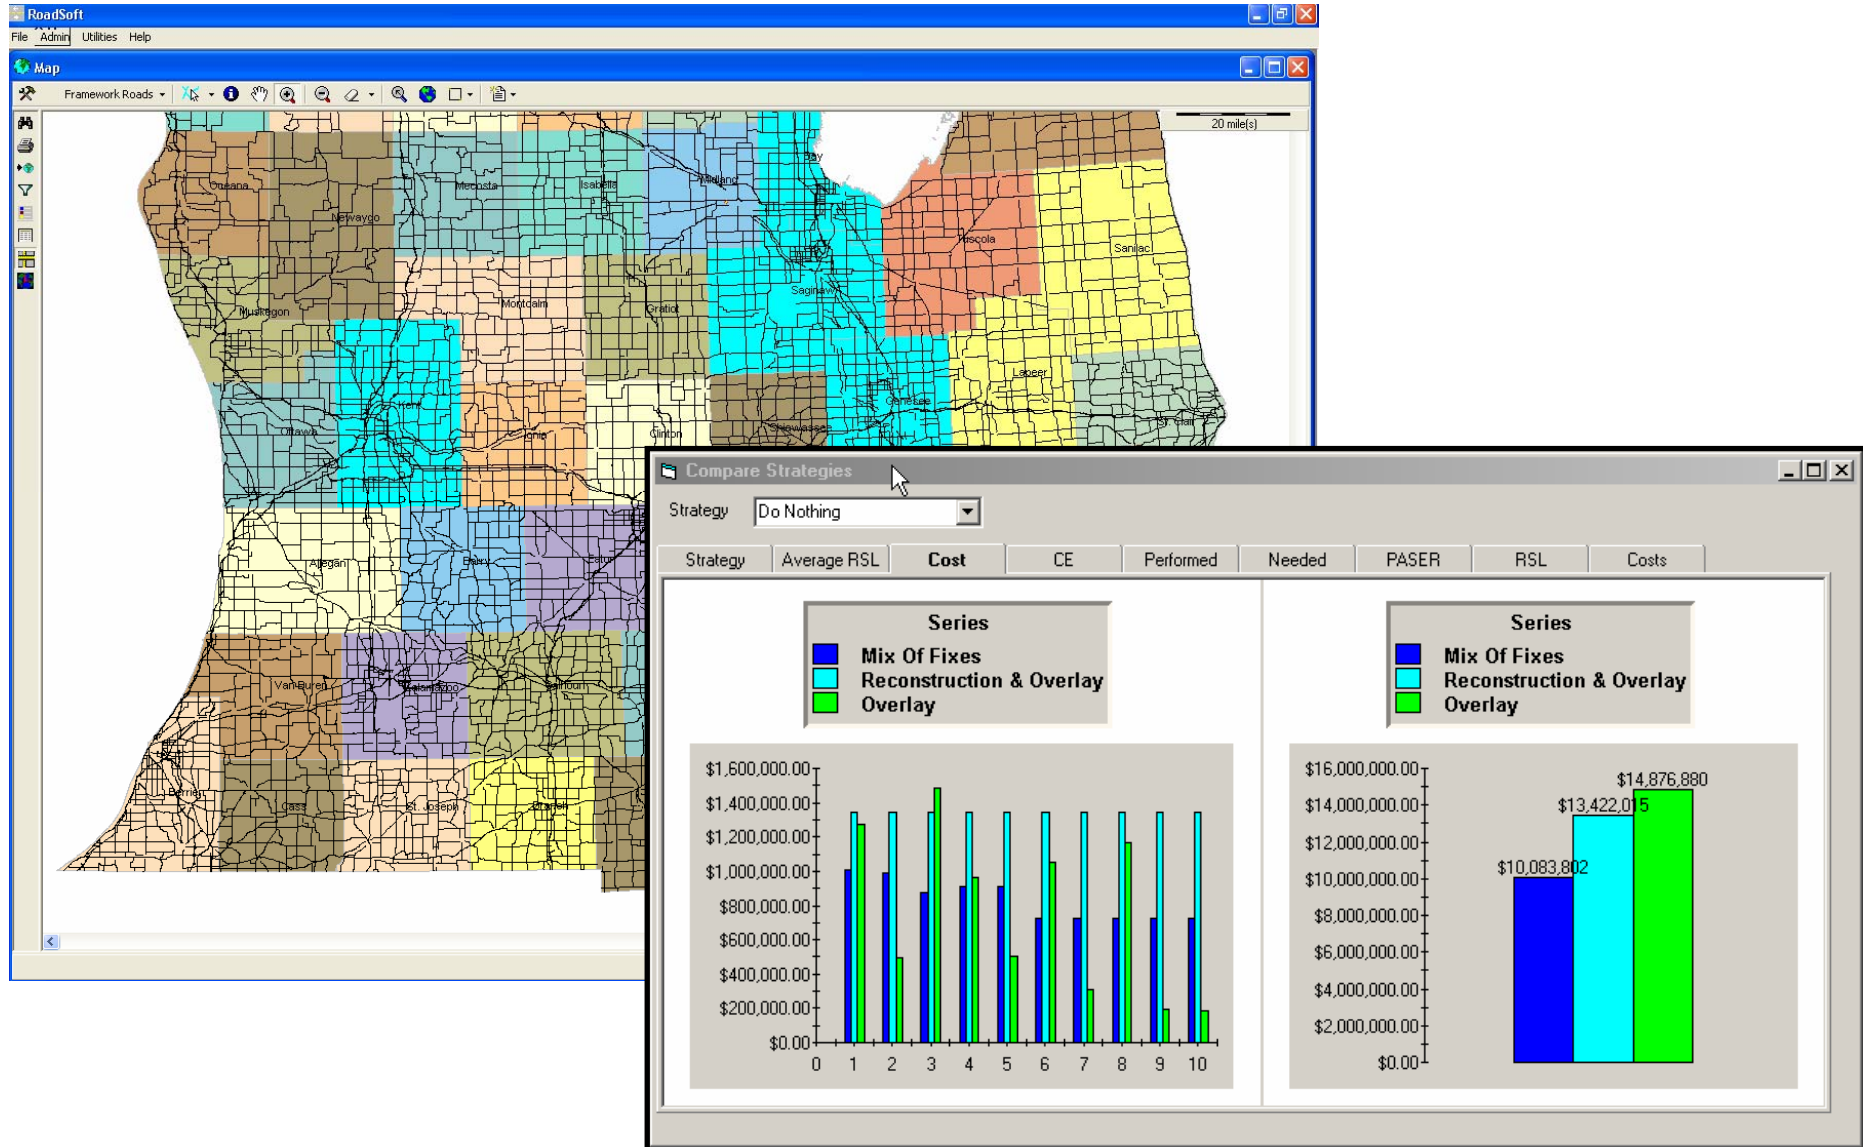 RoadSoft
File Admin Utilities Help
Map
Framework Roads
20 mile(s)
Bay
Oceana
Newaygo
Mecosta
Isabella
Midland
Tuscola
Sanilac
Muskegon
Montcalm
Gratiot
Saginaw
Lapeer
Kent
Genesee
Ottawa
Ionia
Clinton
Shiawassee
St. Clair
Allegan
Barry
Eaton
Van Buren
Kalamazoo
Calhoun
Berrien
Cass
St. Joseph
Branch
Compare Strategies
Strategy Do Nothing
Strategy Average RSL Cost CE Performed Needed PASER RSL Costs
Series
Mix Of Fixes
Reconstruction & Overlay
Overlay
$1,600,000.00
$1,400,000.00
$1,200,000.00
$1,000,000.00
$800,000.00
$600,000.00
$400,000.00
$200,000.00
$0.00
0 1 2 3 4 5 6 7 8 9 10
Series
Mix Of Fixes
Reconstruction & Overlay
Overlay
$16,000,000.00
$14,000,000.00
$12,000,000.00
$10,000,000.00
$8,000,000.00
$6,000,000.00
$4,000,000.00
$2,000,000.00
$0.00
$14,876,880
$13,422,015
$10,083,802